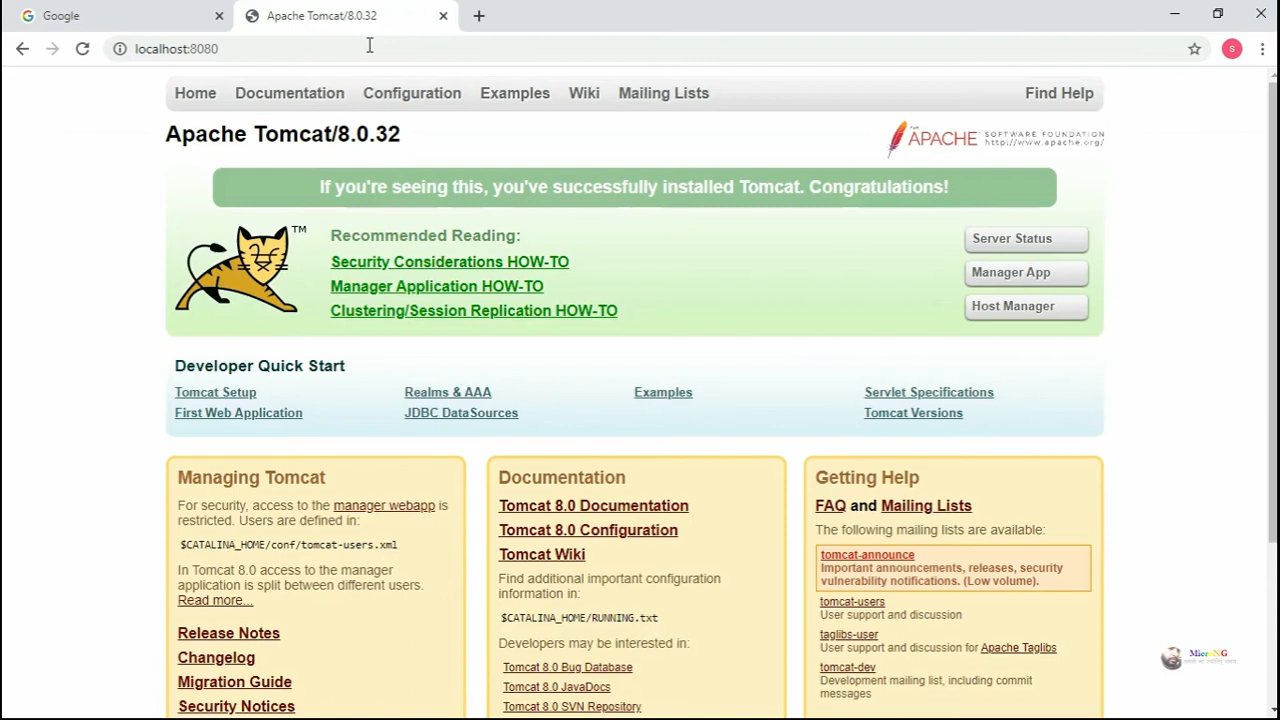 Google
Apache Tomcat/8.0.32
localhost:8080
S
Home Documentation Configuration Examples Wiki Mailing Lists Find Help
Apache Tomcat/8.0.32
THE
APACHE SOFTWARE FOUNDATION
http://www.apache.org/
If you're seeing this, you've successfully installed Tomcat. Congratulations!
TM
Recommended Reading:
Security Considerations HOW-TO
Manager Application HOW-TO
Clustering/Session Replication HOW-TO
Server Status
Manager App
Host Manager
Developer Quick Start
Tomcat Setup
First Web Application
Realms & AAA
JDBC DataSources
Examples
Servlet Specifications
Tomcat Versions
Managing Tomcat
For security, access to the manager webapp is
restricted. Users are defined in:
$CATALINA_HOME/conf/tomcat-users.xml
In Tomcat 8.0 access to the manager
application is split between different users.
Read more...
Release Notes
Changelog
Migration Guide
Security Notices
Documentation
Tomcat 8.0 Documentation
Tomcat 8.0 Configuration
Tomcat Wiki
Find additional important configuration
information in:
$CATALINA_HOME/RUNNING.txt
Developers may be interested in:
Tomcat 8.0 Bug Database
Tomcat 8.0 JavaDocs
Tomcat 8.0 SVN Repository
Getting Help
FAQ and Mailing Lists
The following mailing lists are available:
tomcat-announce
Important announcements, releases, security
vulnerability notifications. (Low volume).
tomcat-users
User support and discussion
taglibs-user
User support and discussion for Apache Taglibs
tomcat-dev
Development mailing list, including commit
messages
MicroNG